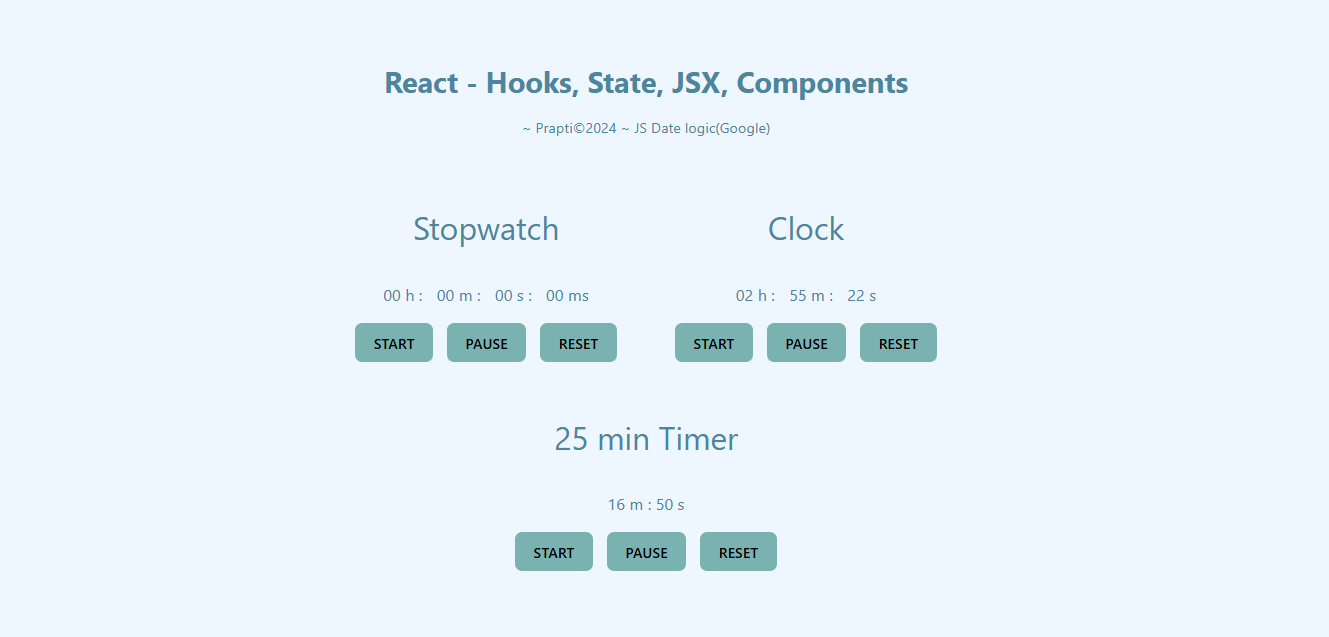 React - Hooks, State, JSX, Components
~ Prapti©2024 ~ JS Date logic(Google)
Stopwatch
00 h : 00 m : 00 s : 00 ms
START PAUSE RESET
Clock
02 h : 55 m : 22 s
START PAUSE RESET
25 min Timer
16 m : 50 s
START PAUSE RESET